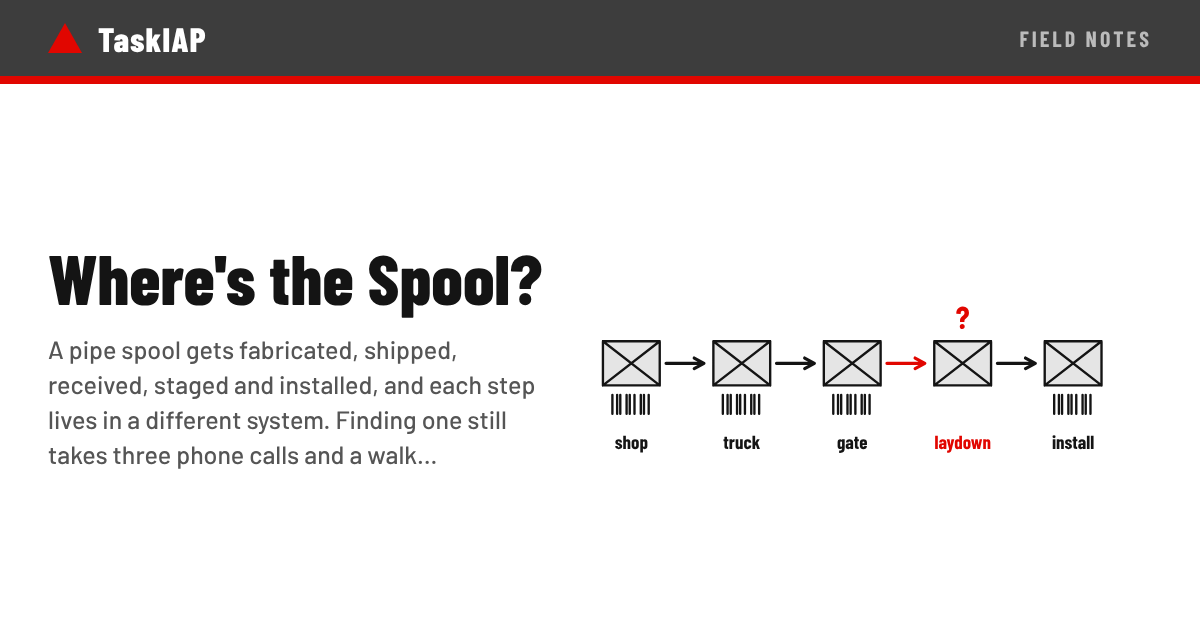 TaskIAP
FIELD NOTES
Where's the Spool?
A pipe spool gets fabricated, shipped,
received, staged and installed, and each step
lives in a different system. Finding one still
takes three phone calls and a walk...
?
shop
truck
gate
laydown
install